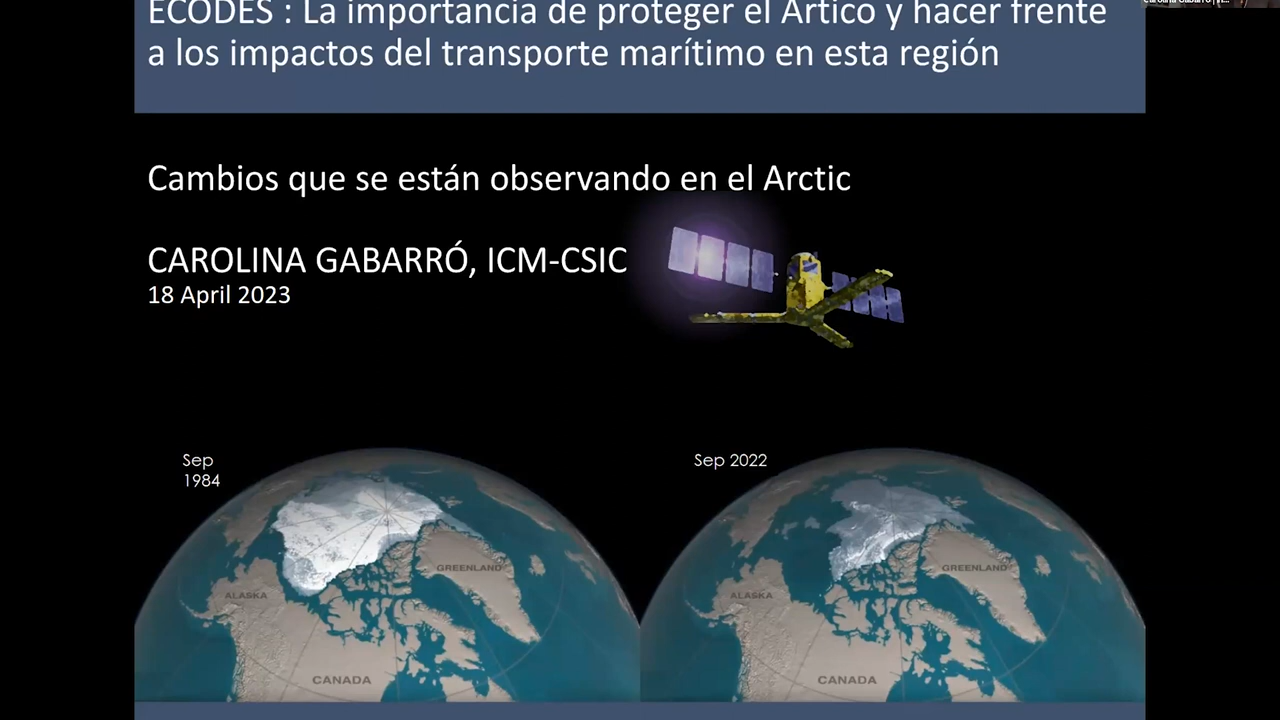 ECODES : La importancia de proteger el Ártico y hacer frente
a los impactos del transporte marítimo en esta región
Cambios que se están observando en el Arctic
CAROLINA GABARRÓ, ICM-CSIC
18 April 2023
Sep
1984
Sep 2022
GREENLAND
ALASKA
CANADA
GREENLAND
ALASKA
CANADA